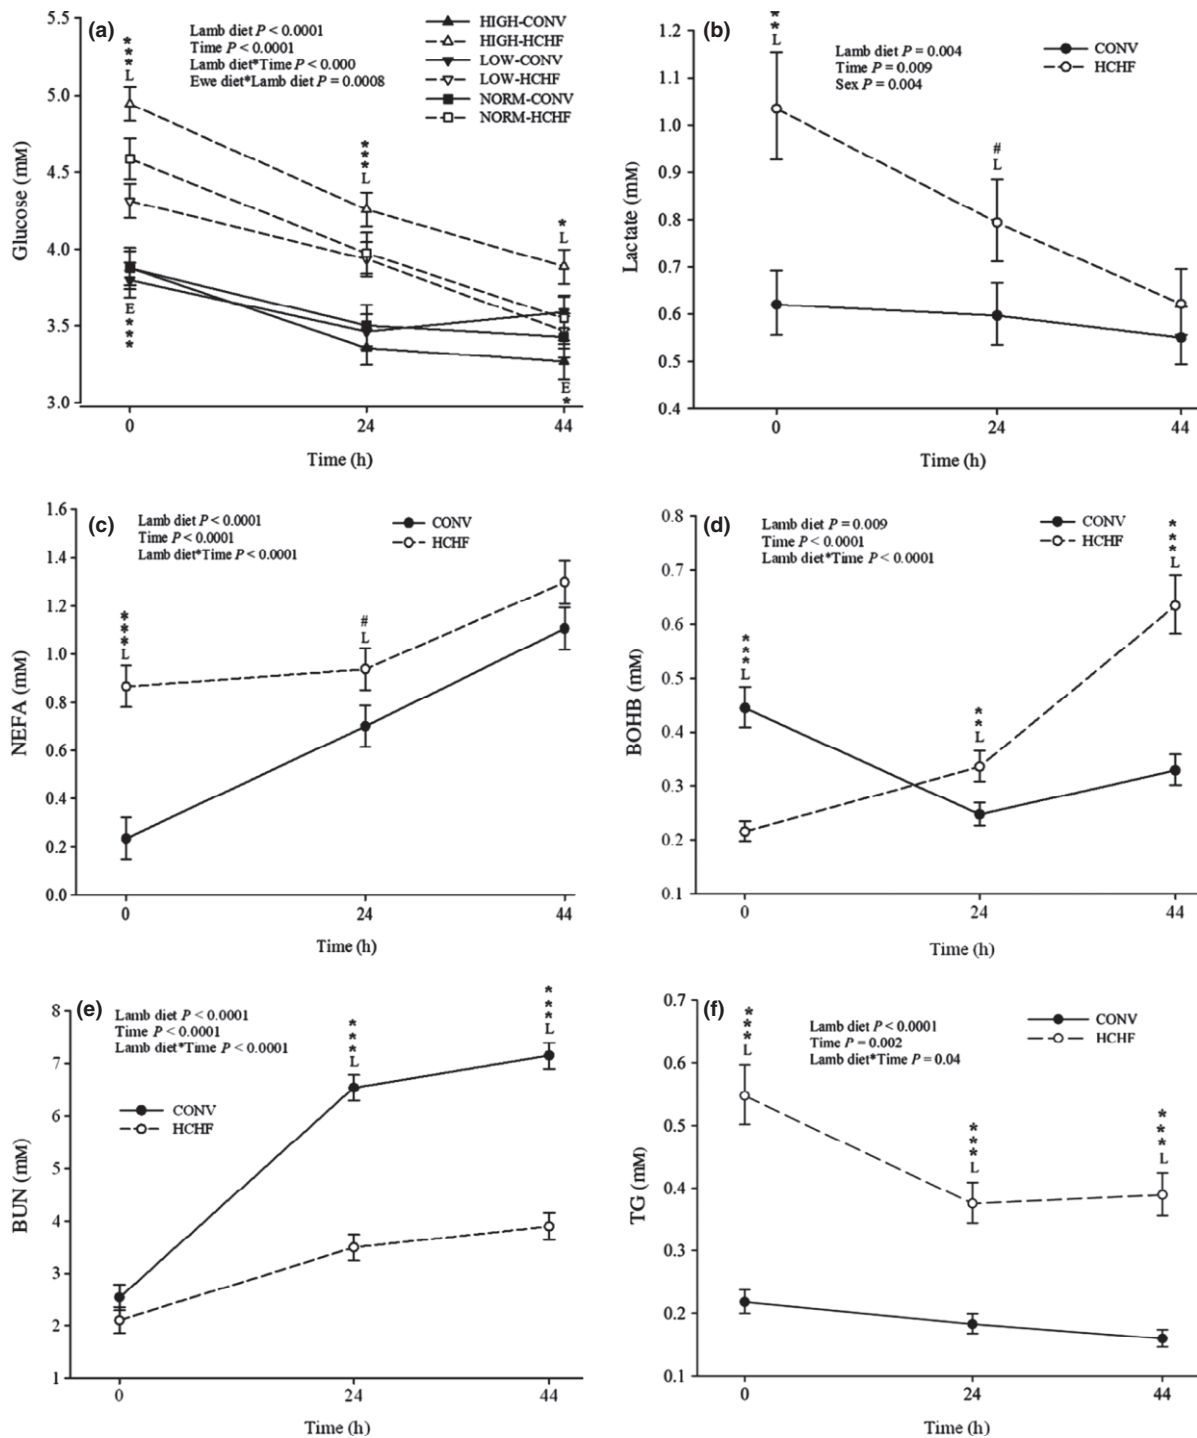 (a)
Lamb diet P < 0.0001
Time P < 0.0001
Lamb diet*Time P < 0.000
Ewe diet*Lamb diet P = 0.0008
HIGH-CONV
HIGH-HCHF
LOW-CONV
LOW-HCHF
NORM-CONV
NORM-HCHF
5.5
5.0
4.5
4.0
3.5
3.0
Glucose (mM)
***L
***L
*L
E***
E*
0 24 44
Time (h)
(b)
Lamb diet P = 0.004
Time P = 0.009
Sex P = 0.004
CONV
HCHF
1.2
1.0
0.8
0.7
0.6
0.5
0.4
Lactate (mM)
**L
#L
0 24 44
Time (h)
(c)
Lamb diet P < 0.0001
Time P < 0.0001
Lamb diet*Time P < 0.0001
CONV
HCHF
1.6
1.4
1.2
1.0
0.8
0.6
0.4
0.2
0.0
NEFA (mM)
***L
#L
0 24 44
Time (h)
(d)
Lamb diet P = 0.009
Time P < 0.0001
Lamb diet*Time P < 0.0001
CONV
HCHF
0.8
0.7
0.6
0.4
0.3
0.2
0.1
BOHB (mM)
***L
**L
***L
0 24 44
Time (h)
(e)
Lamb diet P < 0.0001
Time P < 0.0001
Lamb diet*Time P < 0.0001
CONV
HCHF
8
7
6
4
3
2
1
BUN (mM)
***L
***L
0 24 44
Time (h)
(f)
Lamb diet P < 0.0001
Time P = 0.002
Lamb diet*Time P = 0.04
CONV
HCHF
0.7
0.6
0.5
0.4
0.3
0.2
0.1
TG (mM)
***L
***L
***L
0 24 44
Time (h)